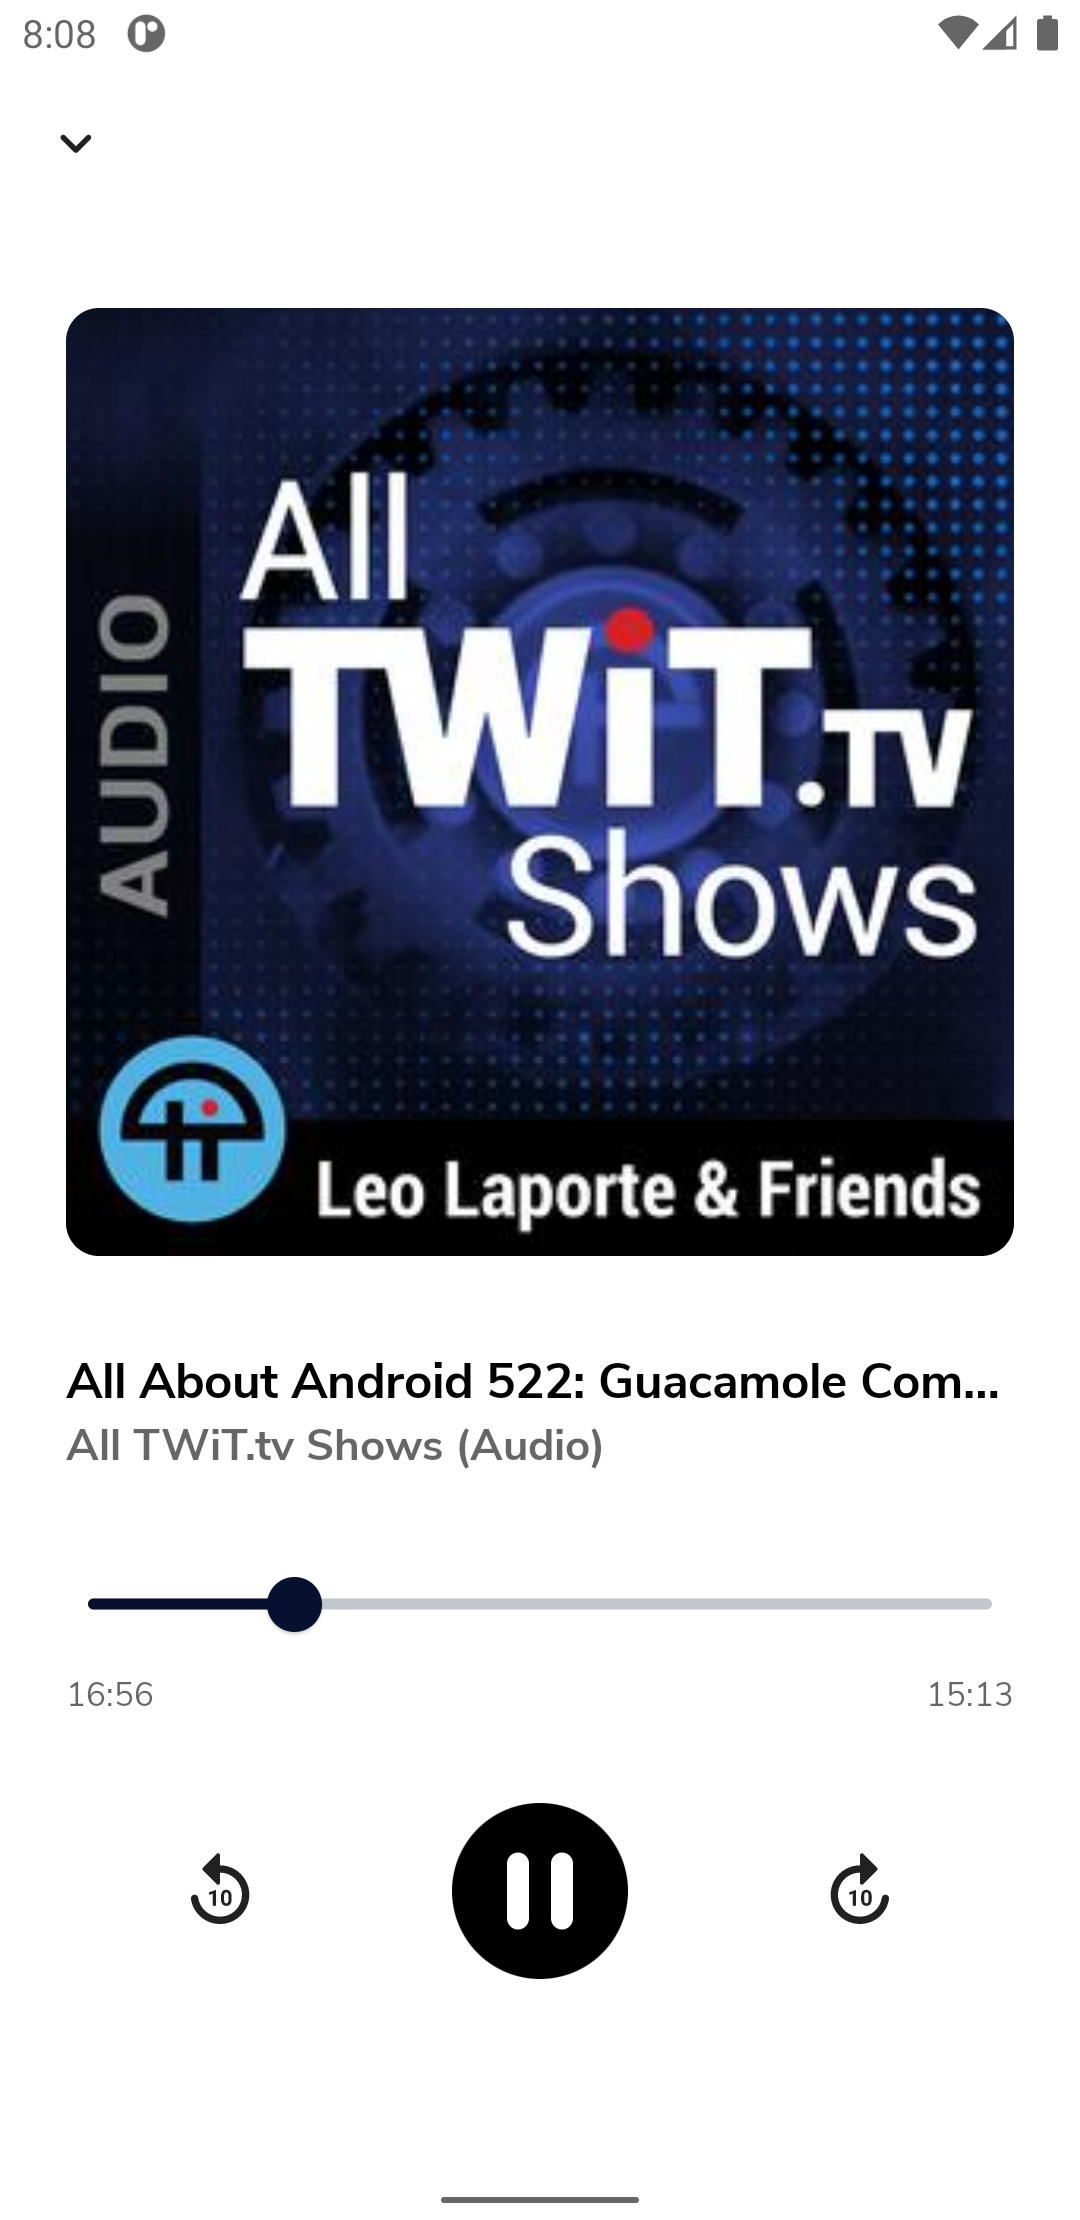 8:08
All
TWiT.TV
Shows
AUDIO
Leo Laporte & Friends
All About Android 522: Guacamole Com...
All TWiT.tv Shows (Audio)
16:56
15:13
10
10